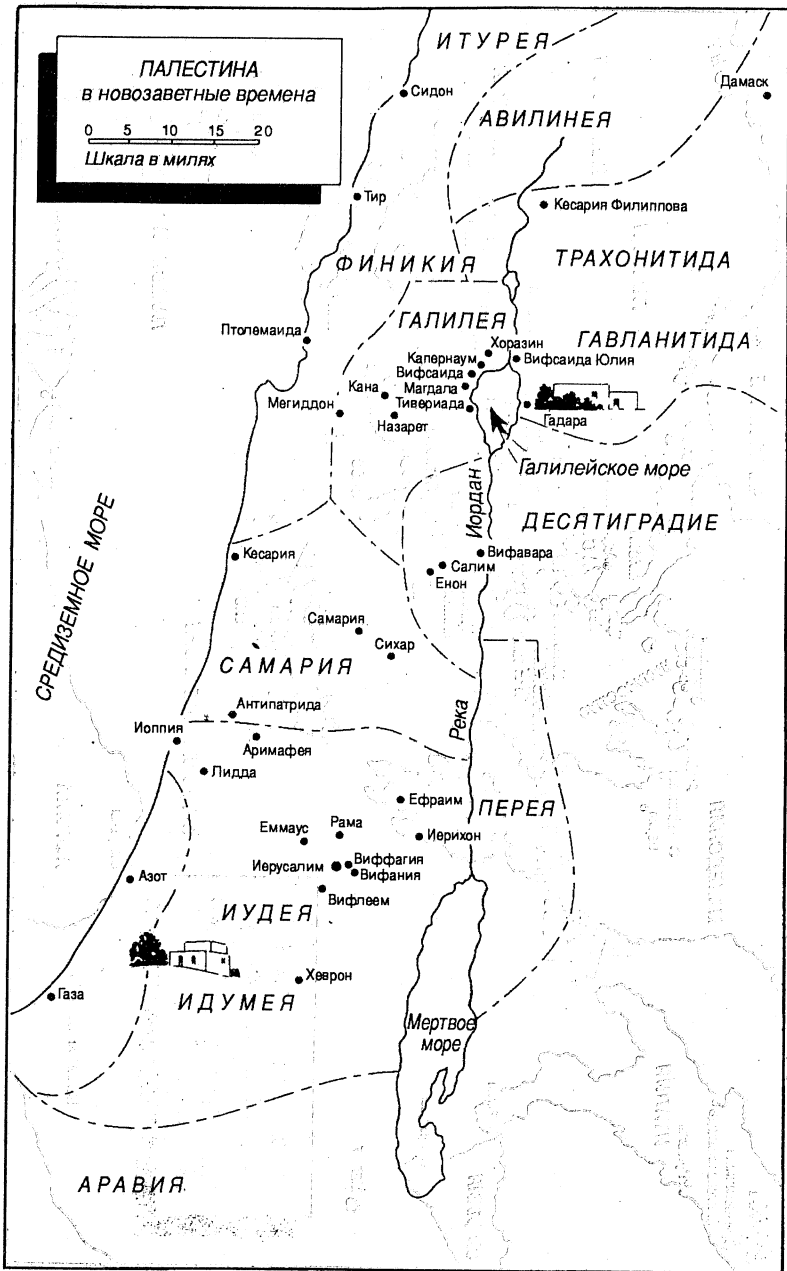 ПАЛЕСТИНА
в новозаветные времена
0 5 10 15 20
Шкала в милях
ИТУРЕЯ
Сидон
Дамаск
АВИЛИНЕЯ
Тир
Кесария Филиппова
ФИНИКИЯ
ТРАХОНИТИДА
ГАЛИЛЕЯ
Птолемаида
ГАВЛАНИТИДА
Хоразин
Капернаум
Вифсаида Юлия
Вифсаида
Кана
Магдала
Мегиддон
Тивериада
Назарет
Гадара
Галилейское море
Иордан
ДЕСЯТИГРАДИЕ
СРЕДИЗЕМНОЕ МОРЕ
Кесария
Вифавара
Салим
Енон
Самария
Сихар
САМАРИЯ
Антипатрида
Река
Иоппия
Аримафея
Лидда
Ефраим
ПЕРЕЯ
Рама
Еммаус
Иерихон
Иерусалим
Виффагия
Вифания
Азот
Вифлеем
ИУДЕЯ
Хеврон
Газа
ИДУМЕЯ
Мертвое
море
АРАВИЯ